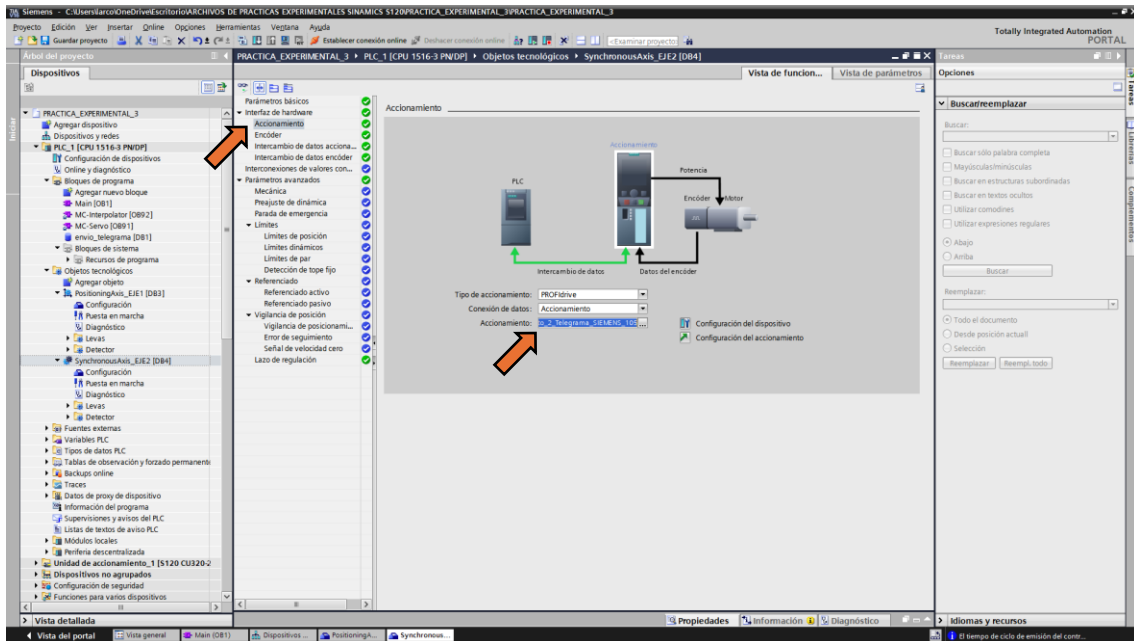 Siemens - C:\Users\larco\OneDrive\Escritorio\ARCHIVOS DE PRACTICAS EXPERIMENTALES SINAMICS S120\PRACTICA_EXPERIMENTAL_3\PRACTICA_EXPERIMENTAL_3
Proyecto Edición Ver Insertar Online Opciones Herramientas Ventana Ayuda
Totally Integrated Automation
PORTAL
Guardar proyecto
Establecer conexión online
Deshacer conexión online
<Examinar proyecto>
Árbol del proyecto
PRACTICA_EXPERIMENTAL_3 PLC_1 [CPU 1516-3 PN/DP] Objetos tecnológicos SynchronousAxis_EJE2 [DB4]
Tareas
Dispositivos
Vista de funcion...
Vista de parámetros
Opciones
Iniciar
PRACTICA_EXPERIMENTAL_3
Agregar dispositivo
Dispositivos y redes
PLC_1 [CPU 1516-3 PN/DP]
Configuración de dispositivos
Online y diagnóstico
Bloques de programa
Agregar nuevo bloque
Main [OB1]
MC-Interpolator [OB92]
MC-Servo [OB91]
envio_telegrama [DB1]
Bloques de sistema
Recursos de programa
Objetos tecnológicos
Agregar objeto
PositioningAxis_EJE1 [DB3]
Configuración
Puesta en marcha
Diagnóstico
Levas
Detector
SynchronousAxis_EJE2 [DB4]
Configuración
Puesta en marcha
Diagnóstico
Levas
Detector
Fuentes externas
Variables PLC
Tipos de datos PLC
Tablas de observación y forzado permanente
Backups online
Traces
Datos de proxy de dispositivo
Información del programa
Supervisiones y avisos del PLC
Listas de textos de aviso PLC
Módulos locales
Periferia descentralizada
Unidad de accionamiento_1 [S120 CU320-2
Dispositivos no agrupados
Configuración de seguridad
Funciones para varios dispositivos
Vista detallada
Parámetros básicos
Interfaz de hardware
Accionamiento
Encóder
Intercambio de datos acciona...
Intercambio de datos encóder
Interconexiones de valores con...
Parámetros avanzados
Mecánica
Preajuste de dinámica
Parada de emergencia
Límites
Límites de posición
Límites dinámicos
Límites de par
Detección de tope fijo
Referenciado
Referenciado activo
Referenciado pasivo
Vigilancia de posición
Vigilancia de posicionami...
Error de seguimiento
Señal de velocidad cero
Lazo de regulación
Accionamiento
Accionamiento
PLC
Potencia
Encóder
Motor
Intercambio de datos
Datos del encóder
Tipo de accionamiento: PROFIdrive
Conexión de datos: Accionamiento
Accionamiento: to_2_Telegrama_SIEMENS_105 ...
Configuración del dispositivo
Configuración del accionamiento
Buscar/reemplazar
Buscar:
Buscar sólo palabra completa
Mayúsculas/minúsculas
Buscar en estructuras subordinadas
Buscar en textos ocultos
Utilizar comodines
Utilizar expresiones regulares
Abajo
Arriba
Buscar
Reemplazar:
Todo el documento
Desde posición actuall
Selección
Reemplazar
Reempl. todo
Idiomas y recursos
Tareas
Librerías
Complementos
Propiedades
Información
Diagnóstico
Vista del portal
Vista general
Main (OB1)
Dispositivos ...
PositioningA...
Synchronous...
El tiempo de ciclo de emisión del contr...